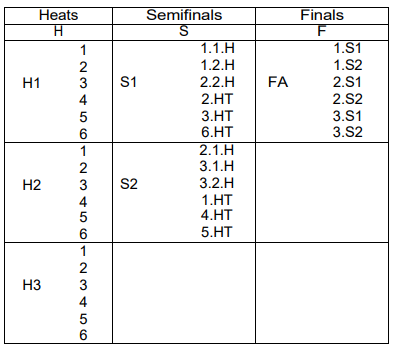 Heats Semifinals Finals
H S F
1 1.1.H 1.S1
2 1.2.H 1.S2
H1 3 S1 2.2.H FA 2.S1
4 2.HT 2.S2
5 3.HT 3.S1
6 6.HT 3.S2
1 2.1.H
2 3.1.H
H2 3 S2 3.2.H
4 1.HT
5 4.HT
6 5.HT
1
2
H3 3
4
5
6